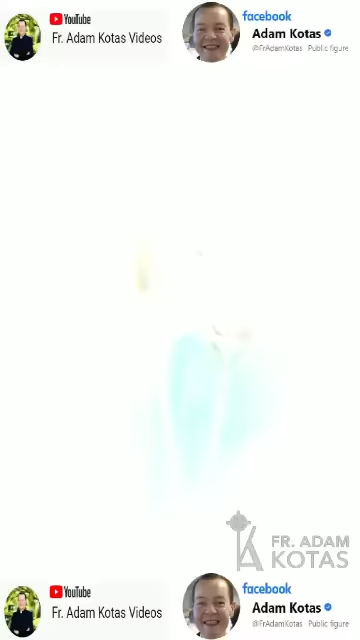 YouTube
Fr. Adam Kotas Videos
facebook
Adam Kotas
@FrAdamKotas · Public figure
FR. ADAM
KOTAS
YouTube
Fr. Adam Kotas Videos
facebook
Adam Kotas
@FrAdamKotas · Public figure